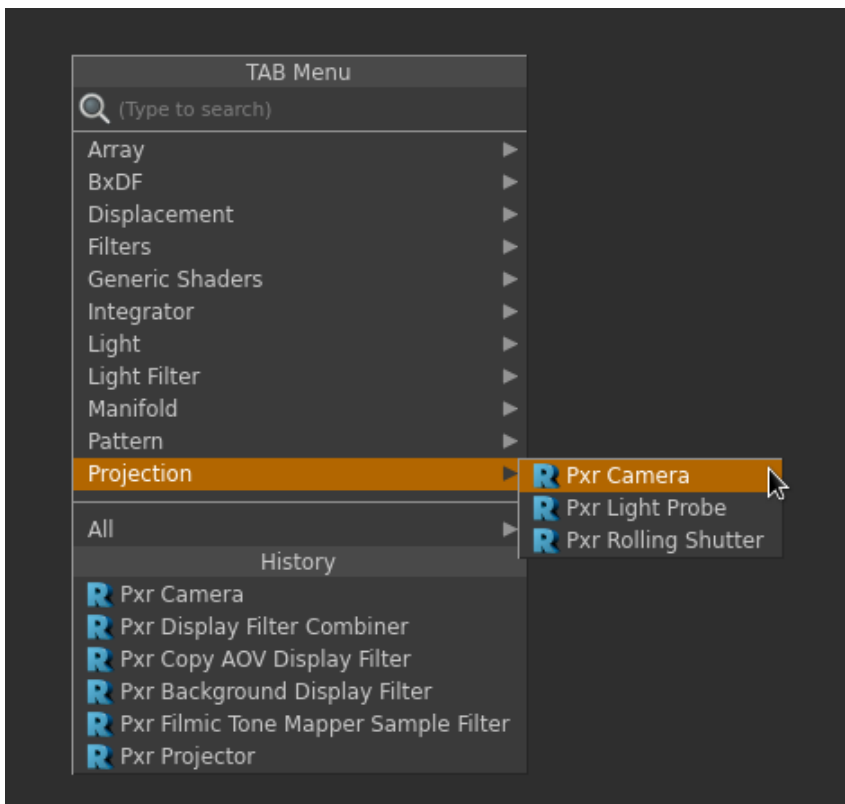 TAB Menu
(Type to search)
Array
BxDF
Displacement
Filters
Generic Shaders
Integrator
Light
Light Filter
Manifold
Pattern
Projection
Pxr Camera
Pxr Light Probe
Pxr Rolling Shutter
All
History
Pxr Camera
Pxr Display Filter Combiner
Pxr Copy AOV Display Filter
Pxr Background Display Filter
Pxr Filmic Tone Mapper Sample Filter
Pxr Projector